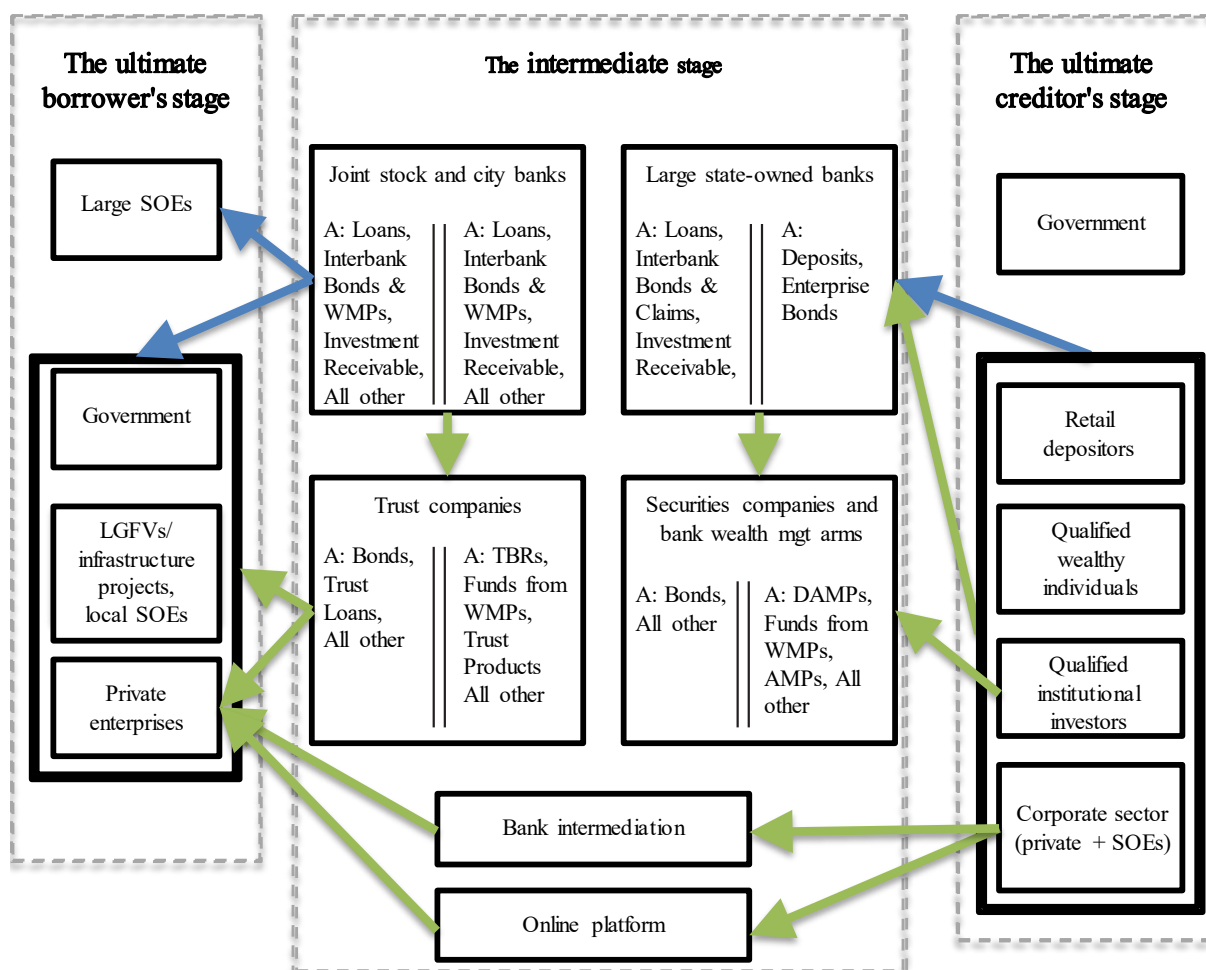 The ultimate
borrower's stage
Large SOEs
Government
LGFVs/
infrastructure
projects,
local SOEs
Private
enterprises
The intermediate stage
Joint stock and city banks
A: Loans,
Interbank
Bonds &
WMPs,
Investment
Receivable,
All other
A: Loans,
Interbank
Bonds &
WMPs,
Investment
Receivable,
All other
Large state-owned banks
A: Loans,
Interbank
Bonds &
Claims,
Investment
Receivable,
A:
Deposits,
Enterprise
Bonds
Trust companies
A: Bonds,
Trust
Loans,
All other
A: TBRs,
Funds from
WMPs,
Trust
Products
All other
Securities companies and
bank wealth mgt arms
A: Bonds,
All other
A: DAMPs,
Funds from
WMPs,
AMPs, All
other
Bank intermediation
Online platform
The ultimate
creditor's stage
Government
Retail
depositors
Qualified
wealthy
individuals
Qualified
institutional
investors
Corporate sector
(private + SOEs)